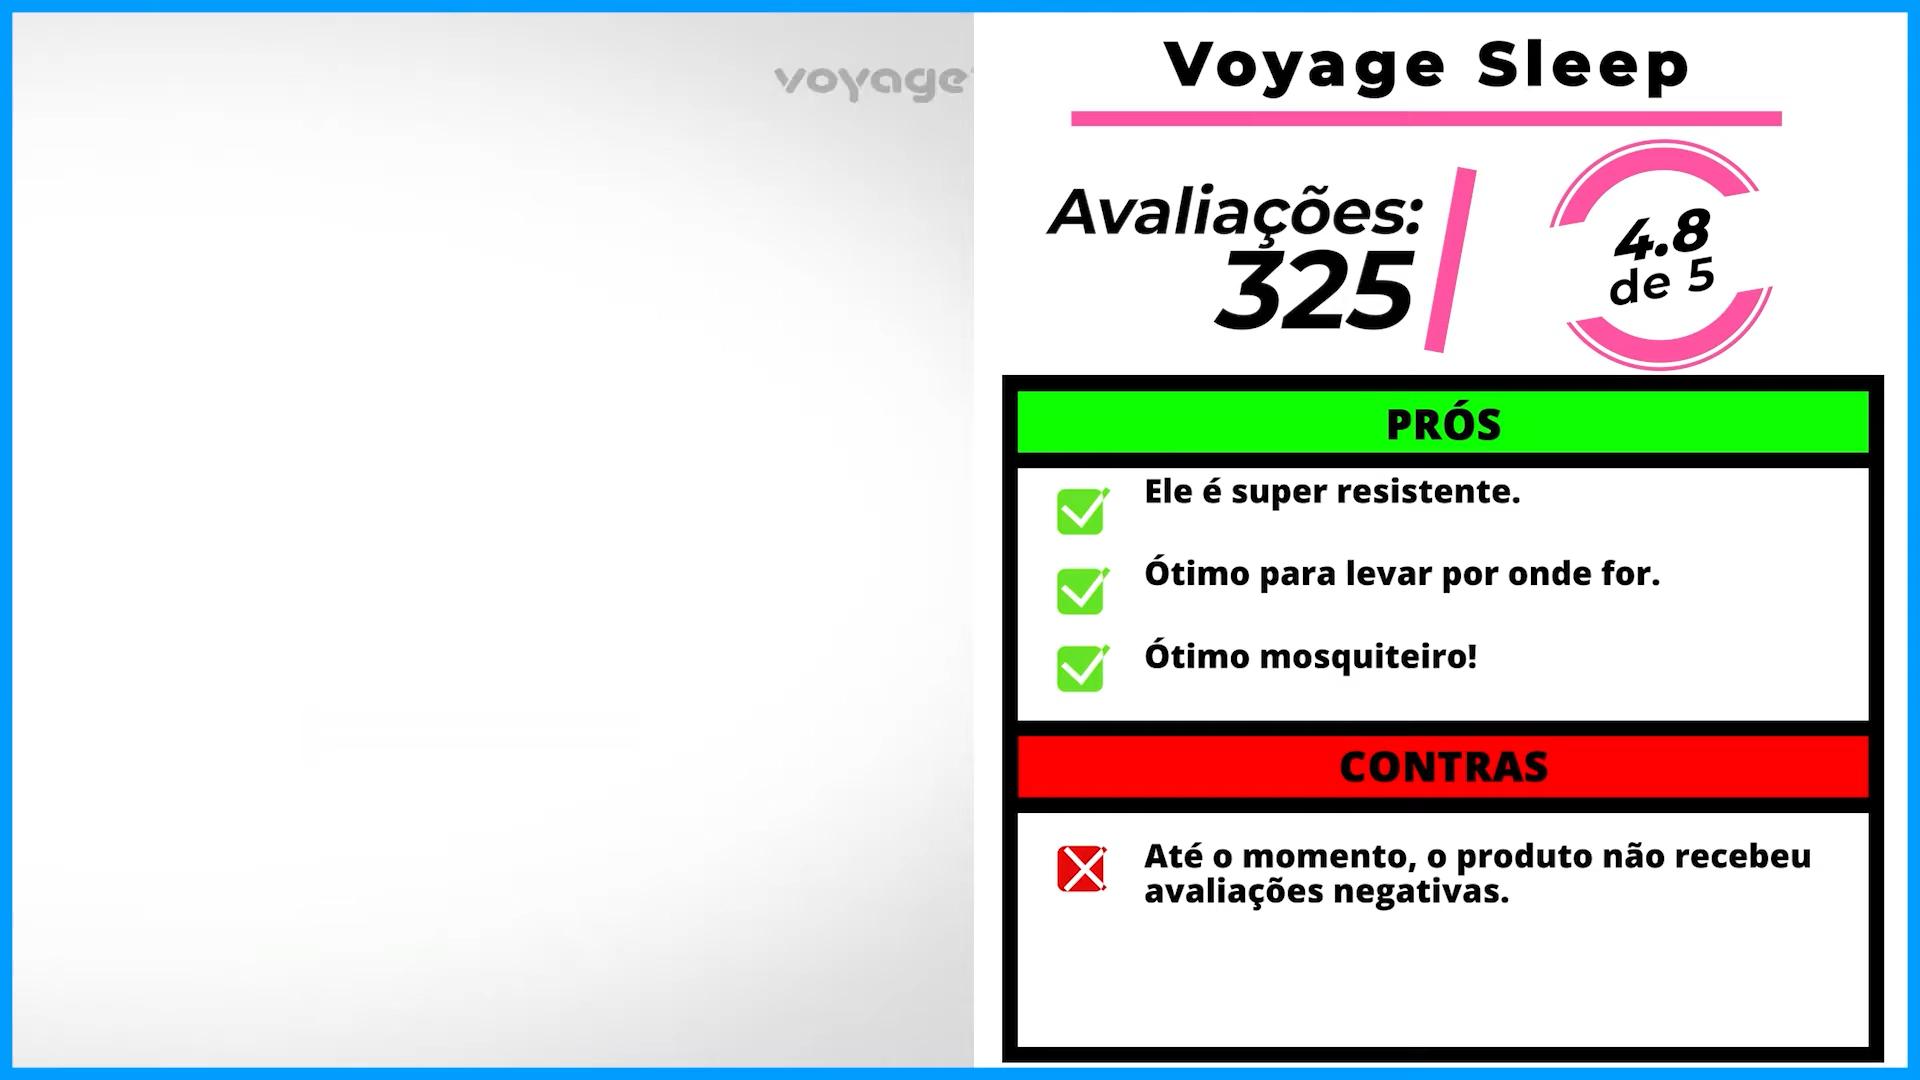 voyage
Voyage Sleep
Avaliações:
325
4.8
de 5
PRÓS
Ele é super resistente.
Ótimo para levar por onde for.
Ótimo mosquiteiro!
CONTRAS
Até o momento, o produto não recebeu
avaliações negativas.